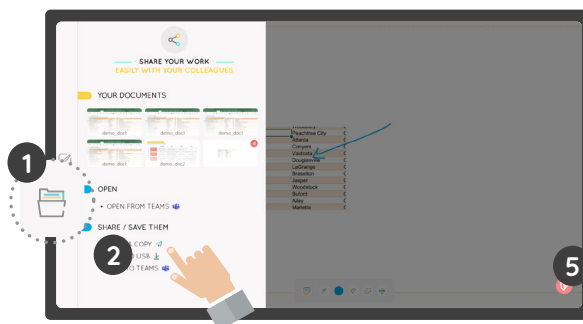 SHARE YOUR WORK
EASILY WITH YOUR COLLEAGUES
YOUR DOCUMENTS
demo_doc1
demo_doc1
demo_doc1
demo_doc1
demo_doc2
1
OPEN
• OPEN FROM TEAMS
SHARE / SAVE THEM
2
COPY
USB
TO TEAMS
Peachtree City
Albania
Conyers
Valdosta
Douglasville
LaGrange
Braselton
Jasper
Woodstock
Buford
Alley
Marietta
5